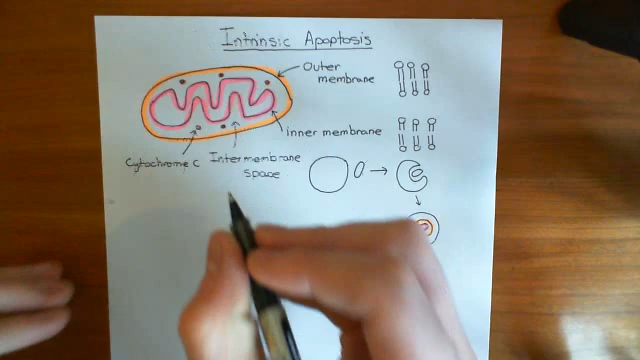 Intrinsic Apoptosis
Outer
membrane
inner membrane
Cytochrome C
Intermembrane
space